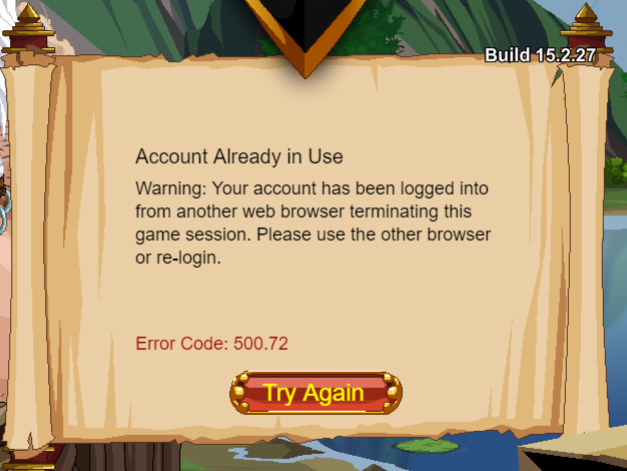 Build 15.2.27
Account Already in Use
Warning: Your account has been logged into
from another web browser terminating this
game session. Please use the other browser
or re-login.
Error Code: 500.72
Try Again